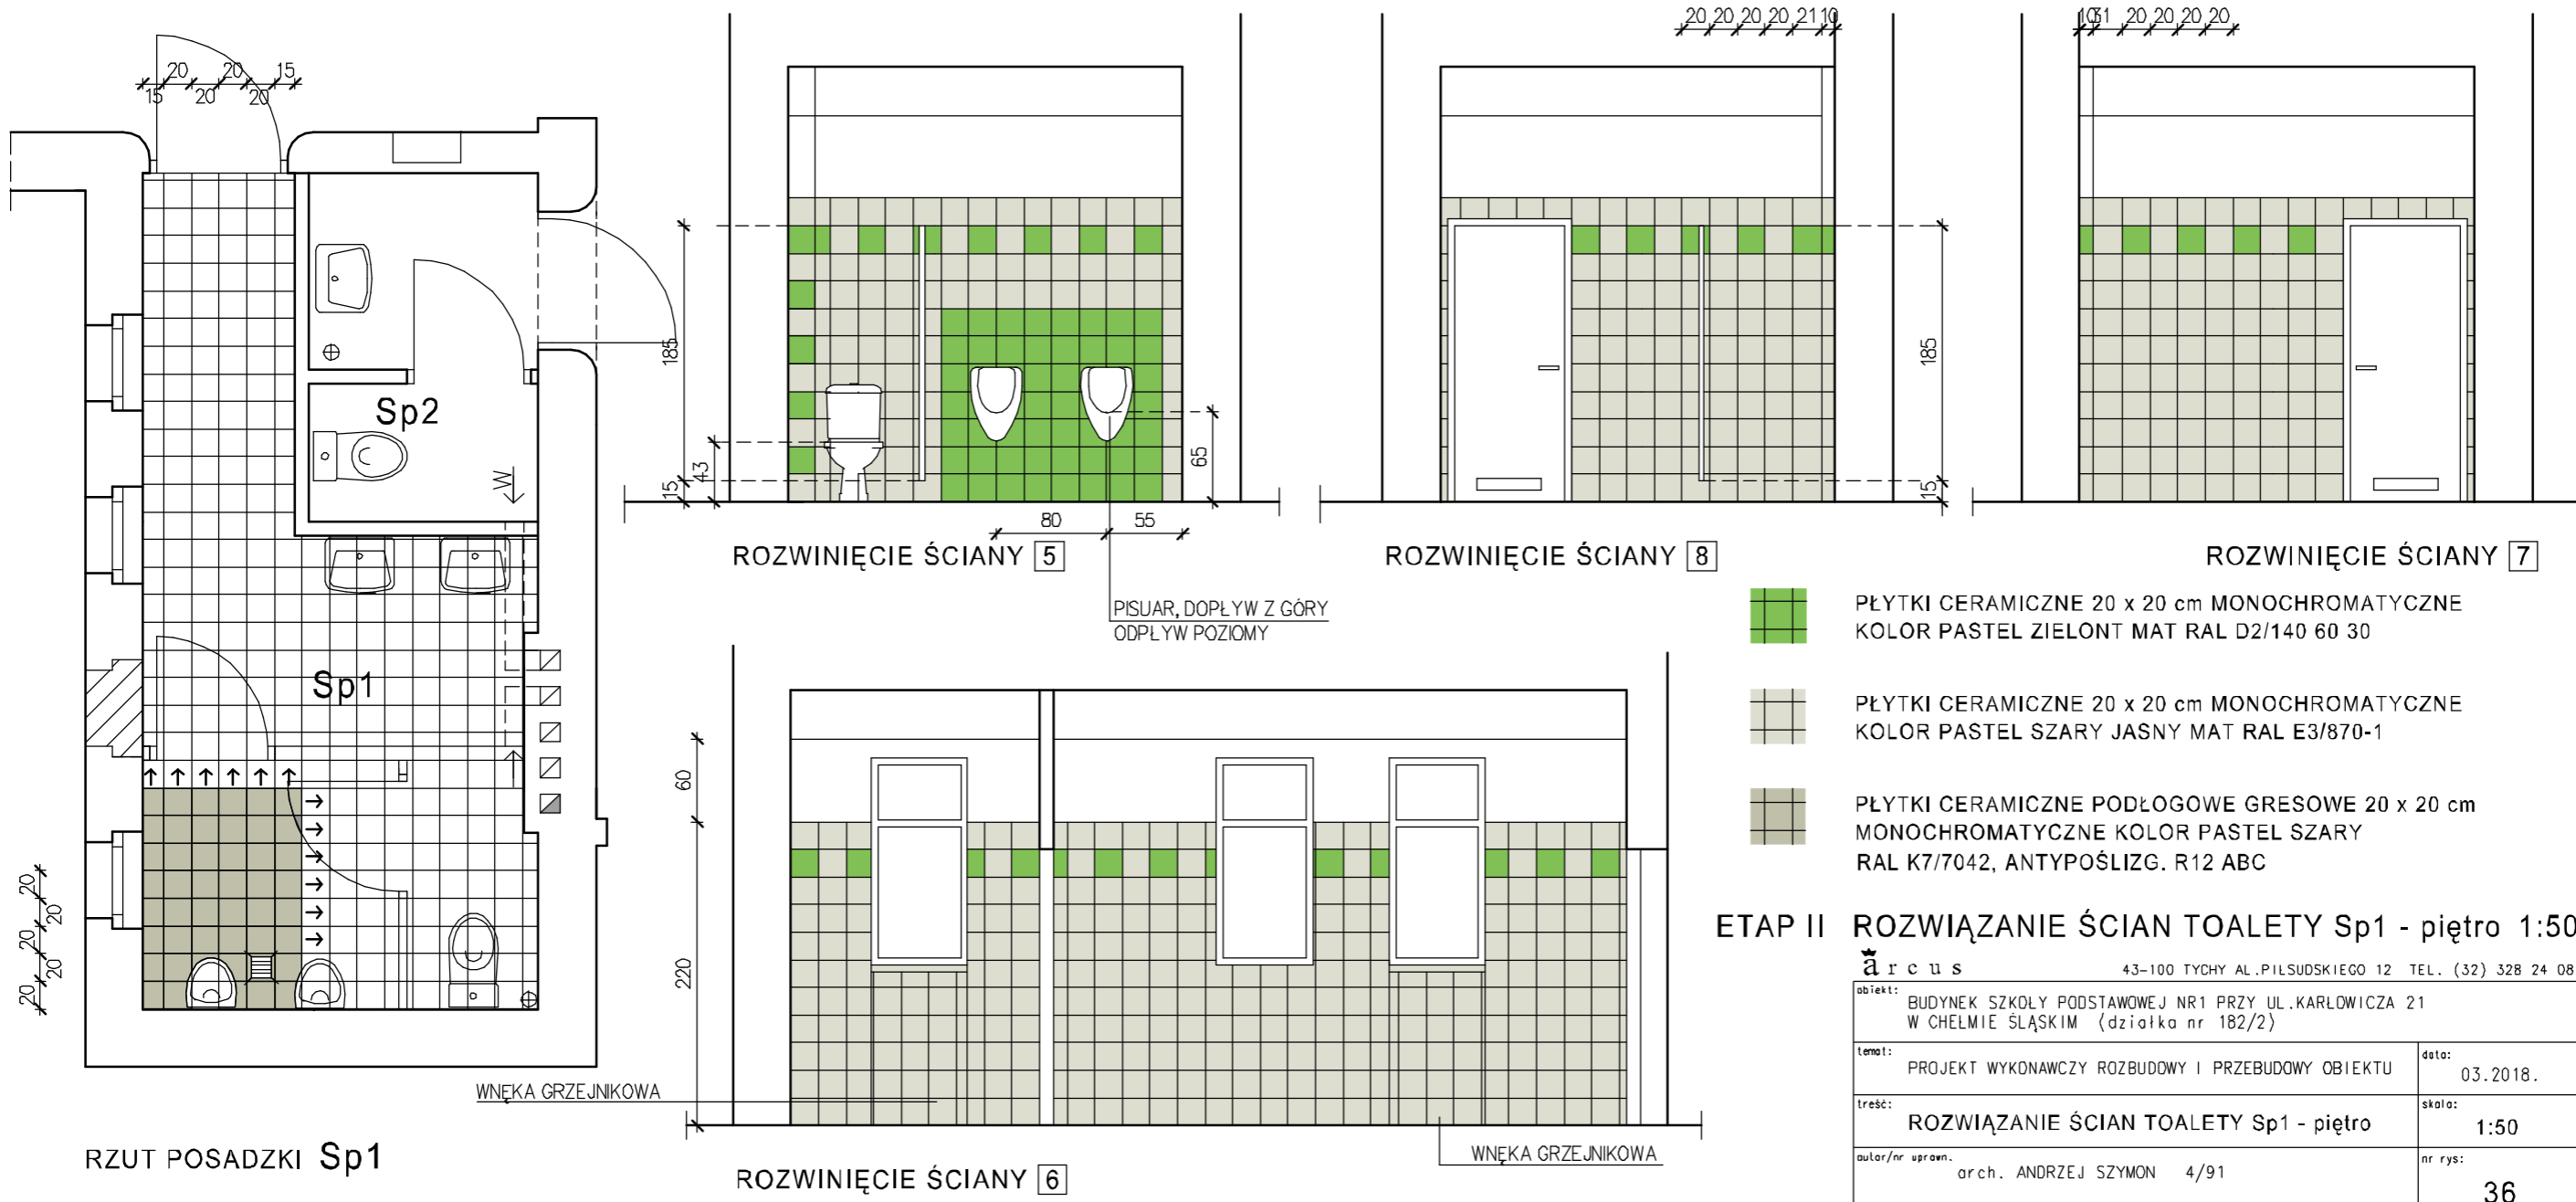 20 20 15
15 20 20
20 20 20 20 21 10
10 31 20 20 20 20
185
43
15
65
80 55
185
15
Sp2
W
Sp1
ROZWINIĘCIE ŚCIANY 5
ROZWINIĘCIE ŚCIANY 8
ROZWINIĘCIE ŚCIANY 7
PISUAR, DOPŁYW Z GÓRY
ODPŁYW POZIOMY
PŁYTKI CERAMICZNE 20 x 20 cm MONOCHROMATYCZNE
KOLOR PASTEL ZIELONT MAT RAL D2/140 60 30
PŁYTKI CERAMICZNE 20 x 20 cm MONOCHROMATYCZNE
KOLOR PASTEL SZARY JASNY MAT RAL E3/870-1
PŁYTKI CERAMICZNE PODŁOGOWE GRESOWE 20 x 20 cm
MONOCHROMATYCZNE KOLOR PASTEL SZARY
RAL K7/7042, ANTYPOŚLIZG. R12 ABC
60
220
20
20
20
20
20
WNĘKA GRZEJNIKOWA
WNĘKA GRZEJNIKOWA
RZUT POSADZKI Sp1
ROZWINIĘCIE ŚCIANY 6
ETAP II ROZWIĄZANIE ŚCIAN TOALETY Sp1 - piętro 1:50
arcus 43-100 TYCHY AL.PIŁSUDSKIEGO 12 TEL. (32) 328 24 08
obiekt:
BUDYNEK SZKOŁY PODSTAWOWEJ NR1 PRZY UL.KARŁOWICZA 21
W CHEŁMIE ŚLĄSKIM (działka nr 182/2)
temat:
PROJEKT WYKONAWCZY ROZBUDOWY I PRZEBUDOWY OBIEKTU
data:
03.2018.
treść:
ROZWIĄZANIE ŚCIAN TOALETY Sp1 - piętro
skala:
1:50
autor/nr uprawn.
arch. ANDRZEJ SZYMON 4/91
nr rys:
36